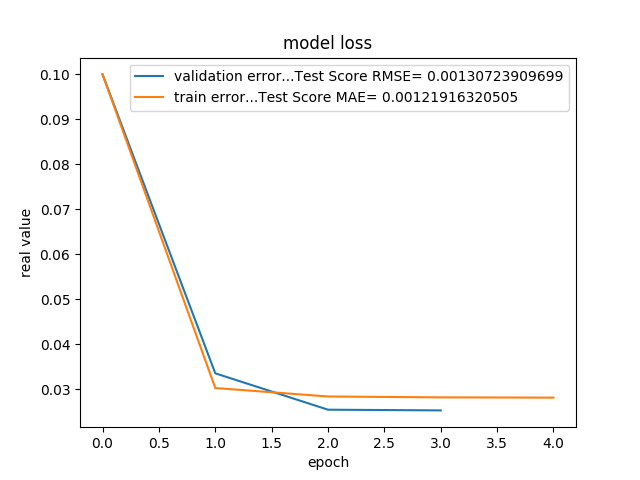 model loss
validation error...Test Score RMSE= 0.00130723909699
train error...Test Score MAE= 0.00121916320505
0.10
0.09
0.08
0.07
0.06
0.05
0.04
0.03
real value
0.0 0.5 1.0 1.5 2.0 2.5 3.0 3.5 4.0
epoch